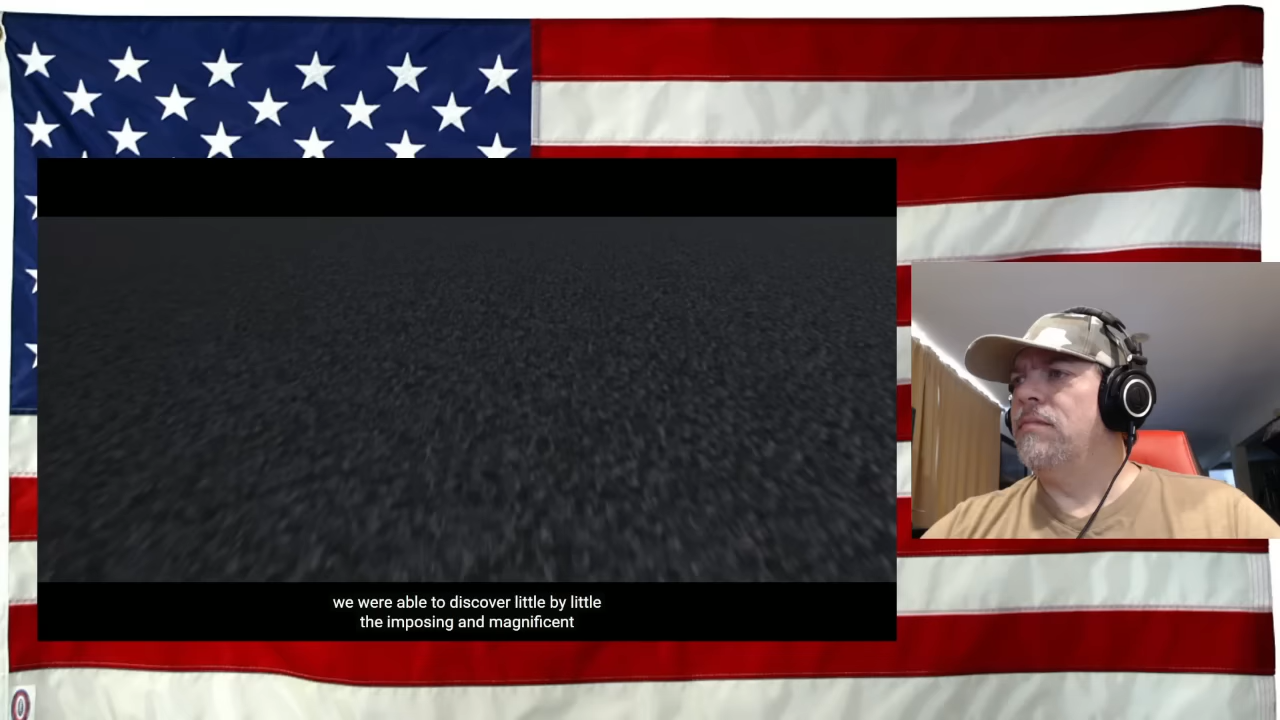 we were able to discover little by little
the imposing and magnificent